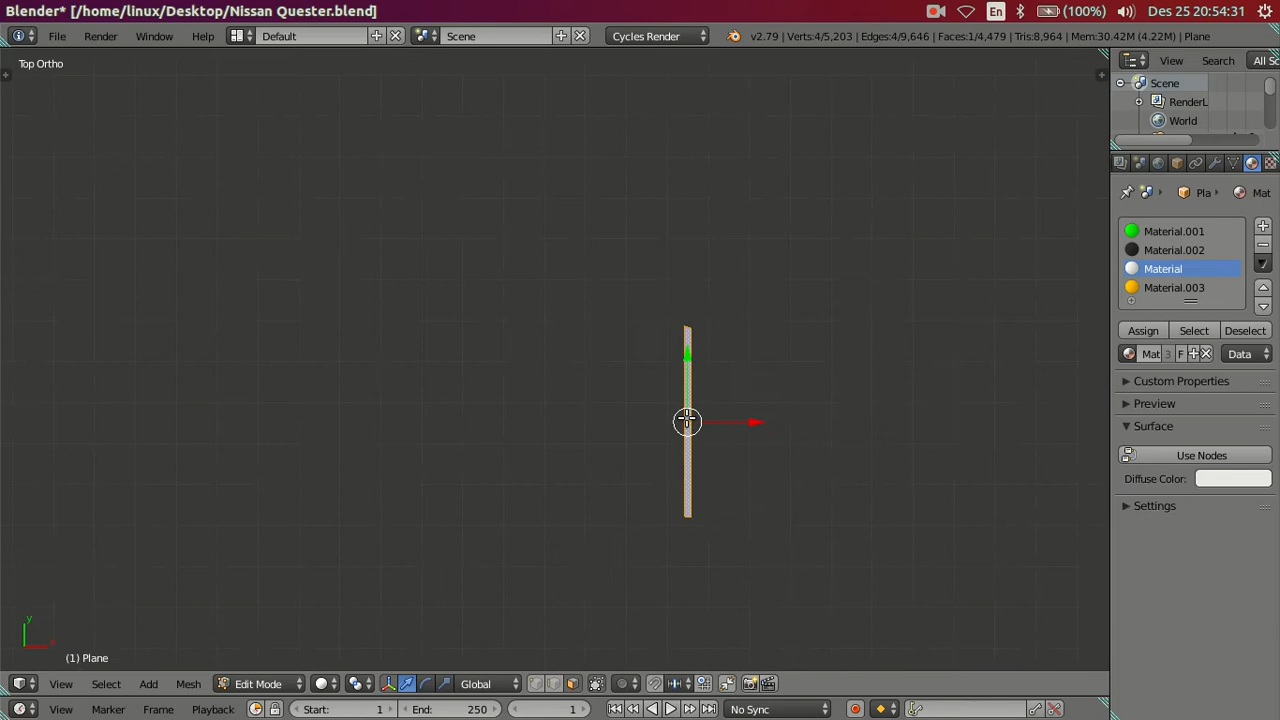 Blender* [/home/linux/Desktop/Nissan Quester.blend]
En (100%) Des 25 20:54:31
File Render Window Help Default Scene Cycles Render v2.79 | Verts:4/5,203 | Edges:4/9,646 | Faces:1/4,479 | Tris:8,964 | Mem:30.42M (4.22M) | Plane
Top Ortho
View Search All Sc
Scene
RenderL
World
Pla Mat
Material.001
Material.002
Material
Material.003
Assign Select Deselect
Mat 3 F Data
Custom Properties
Preview
Surface
Use Nodes
Diffuse Color:
Settings
y
x
(1) Plane
View Select Add Mesh Edit Mode Global
View Marker Frame Playback Start: 1 End: 250 1 No Sync